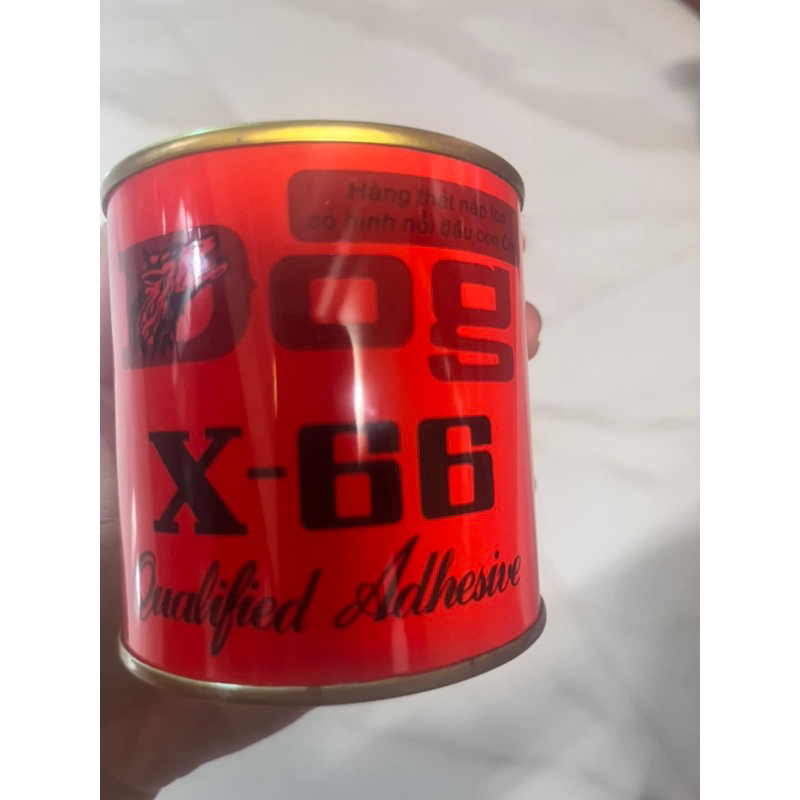 Hàng thật nắp lon
có hình nổi đầu con
Dog
X-66
Qualified Adhesive